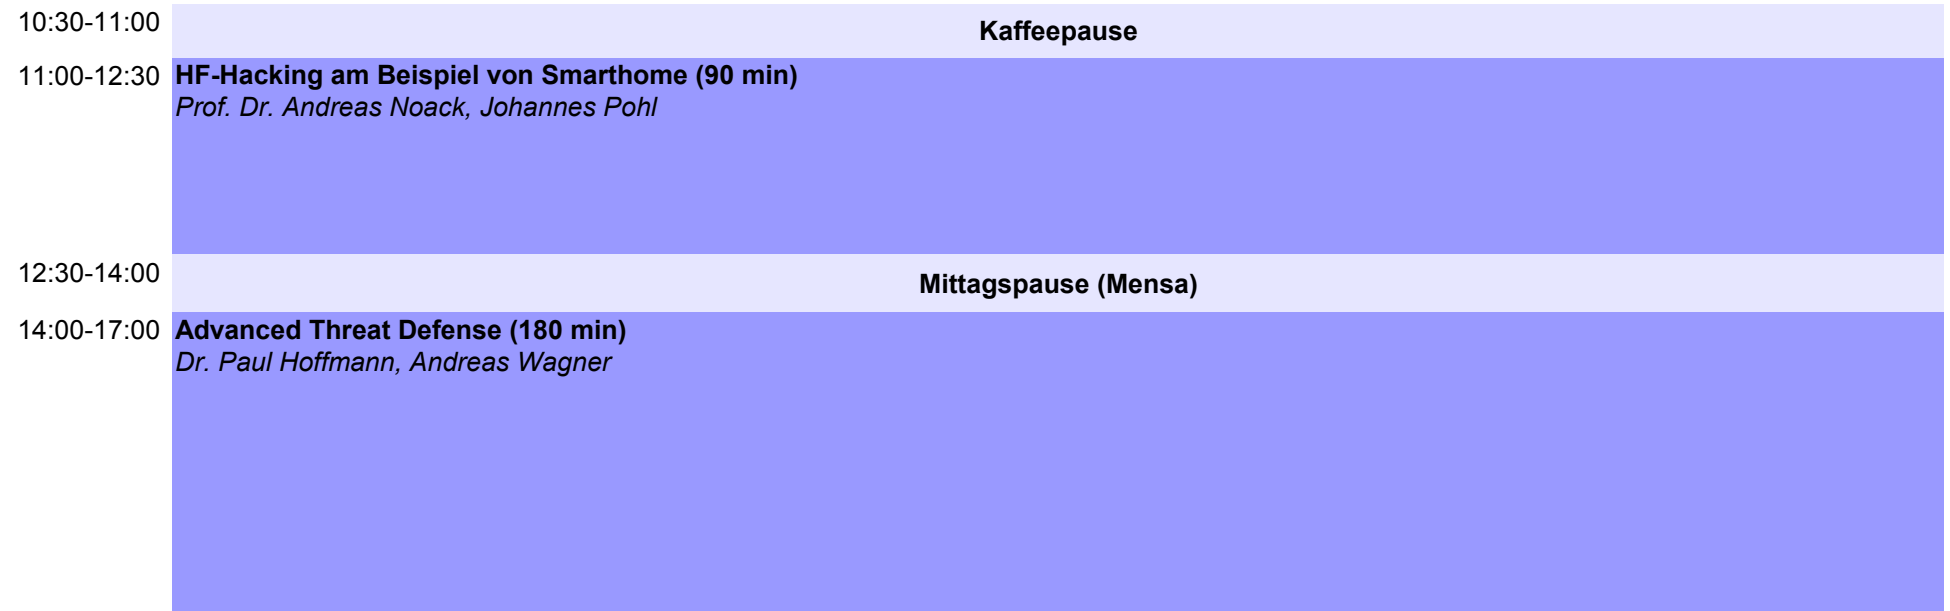 10:30-11:00 Kaffeepause
11:00-12:30 HF-Hacking am Beispiel von Smarthome (90 min)
Prof. Dr. Andreas Noack, Johannes Pohl
12:30-14:00 Mittagspause (Mensa)
14:00-17:00 Advanced Threat Defense (180 min)
Dr. Paul Hoffmann, Andreas Wagner